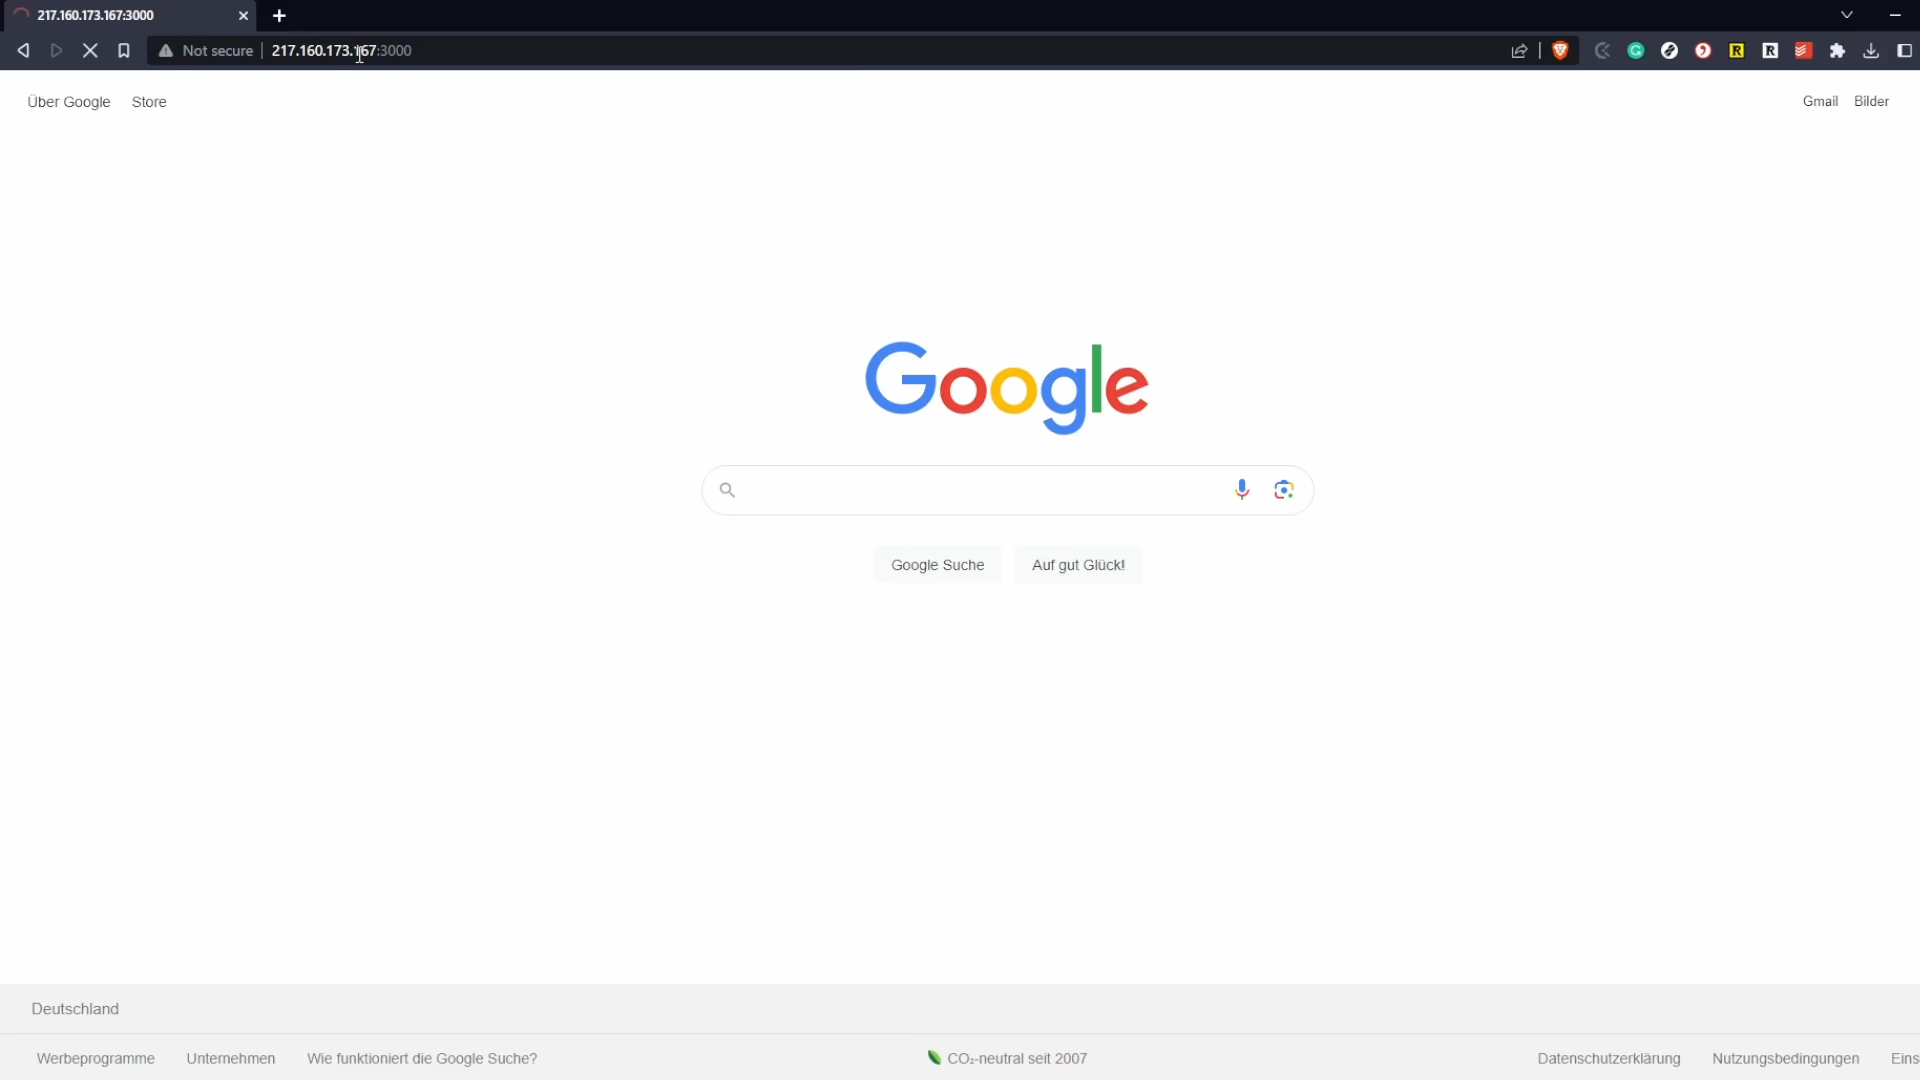 217.160.173.167:3000
Not secure
217.160.173.167:3000
Über Google
Store
Gmail
Bilder
Google
Google Suche
Auf gut Glück!
Deutschland
Werbeprogramme
Unternehmen
Wie funktioniert die Google Suche?
CO₂-neutral seit 2007
Datenschutzerklärung
Nutzungsbedingungen
Eins